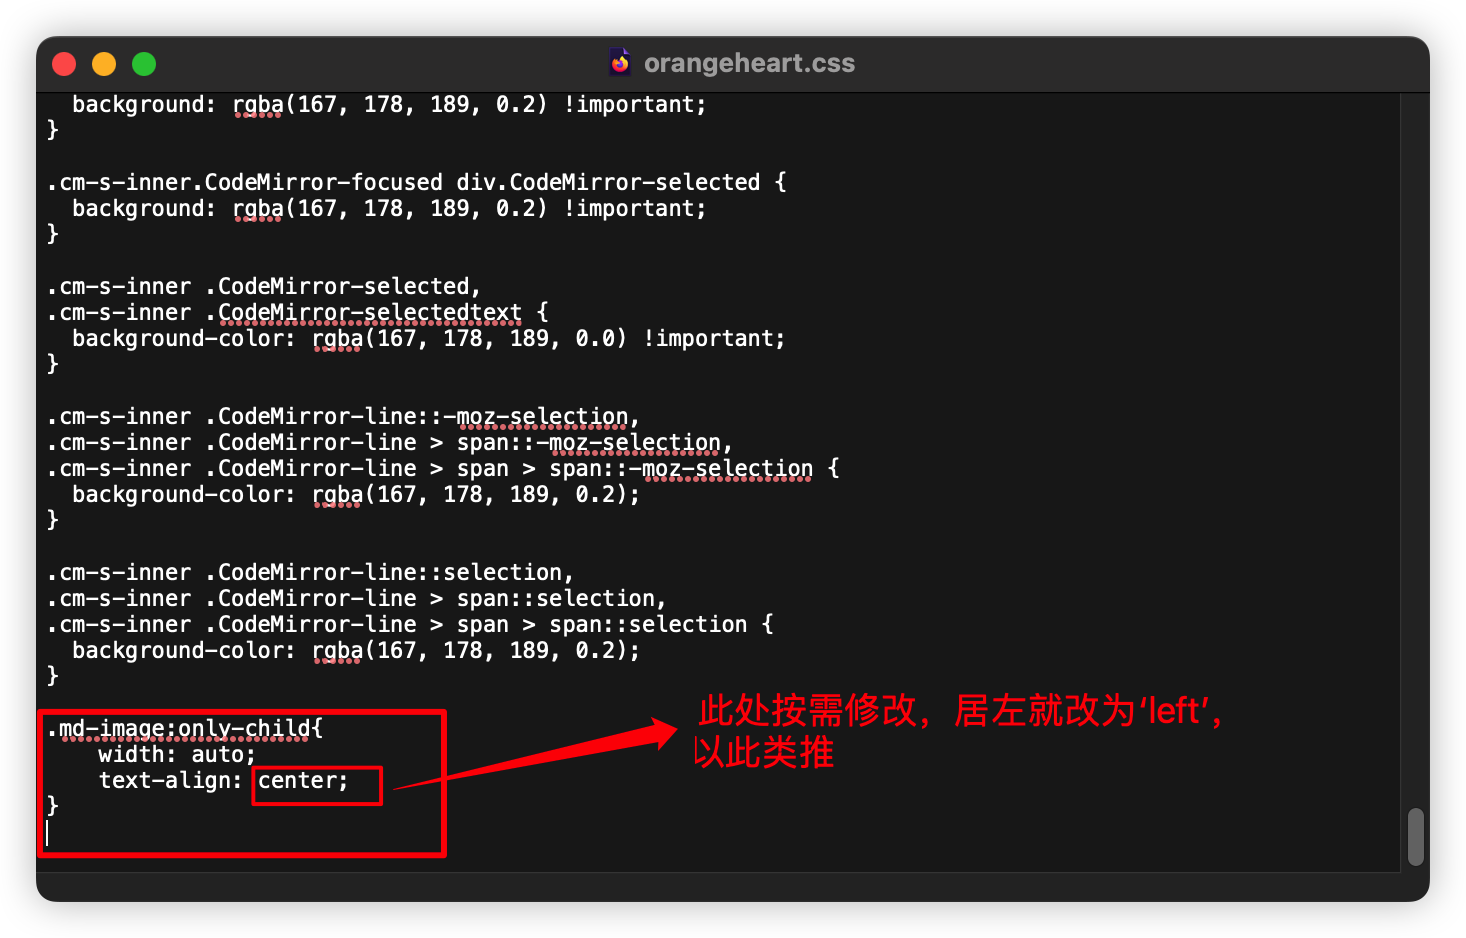 orangeheart.css
background: rgba(167, 178, 189, 0.2) !important;
}
.cm-s-inner.CodeMirror-focused div.CodeMirror-selected {
background: rgba(167, 178, 189, 0.2) !important;
}
.cm-s-inner .CodeMirror-selected,
.cm-s-inner .CodeMirror-selectedtext {
background-color: rgba(167, 178, 189, 0.0) !important;
}
.cm-s-inner .CodeMirror-line::-moz-selection,
.cm-s-inner .CodeMirror-line > span::-moz-selection,
.cm-s-inner .CodeMirror-line > span > span::-moz-selection {
background-color: rgba(167, 178, 189, 0.2);
}
.cm-s-inner .CodeMirror-line::selection,
.cm-s-inner .CodeMirror-line > span::selection,
.cm-s-inner .CodeMirror-line > span > span::selection {
background-color: rgba(167, 178, 189, 0.2);
}
.md-image:only-child{
width: auto;
text-align: center;
}
此处按需修改，居左就改为‘left’，
以此类推